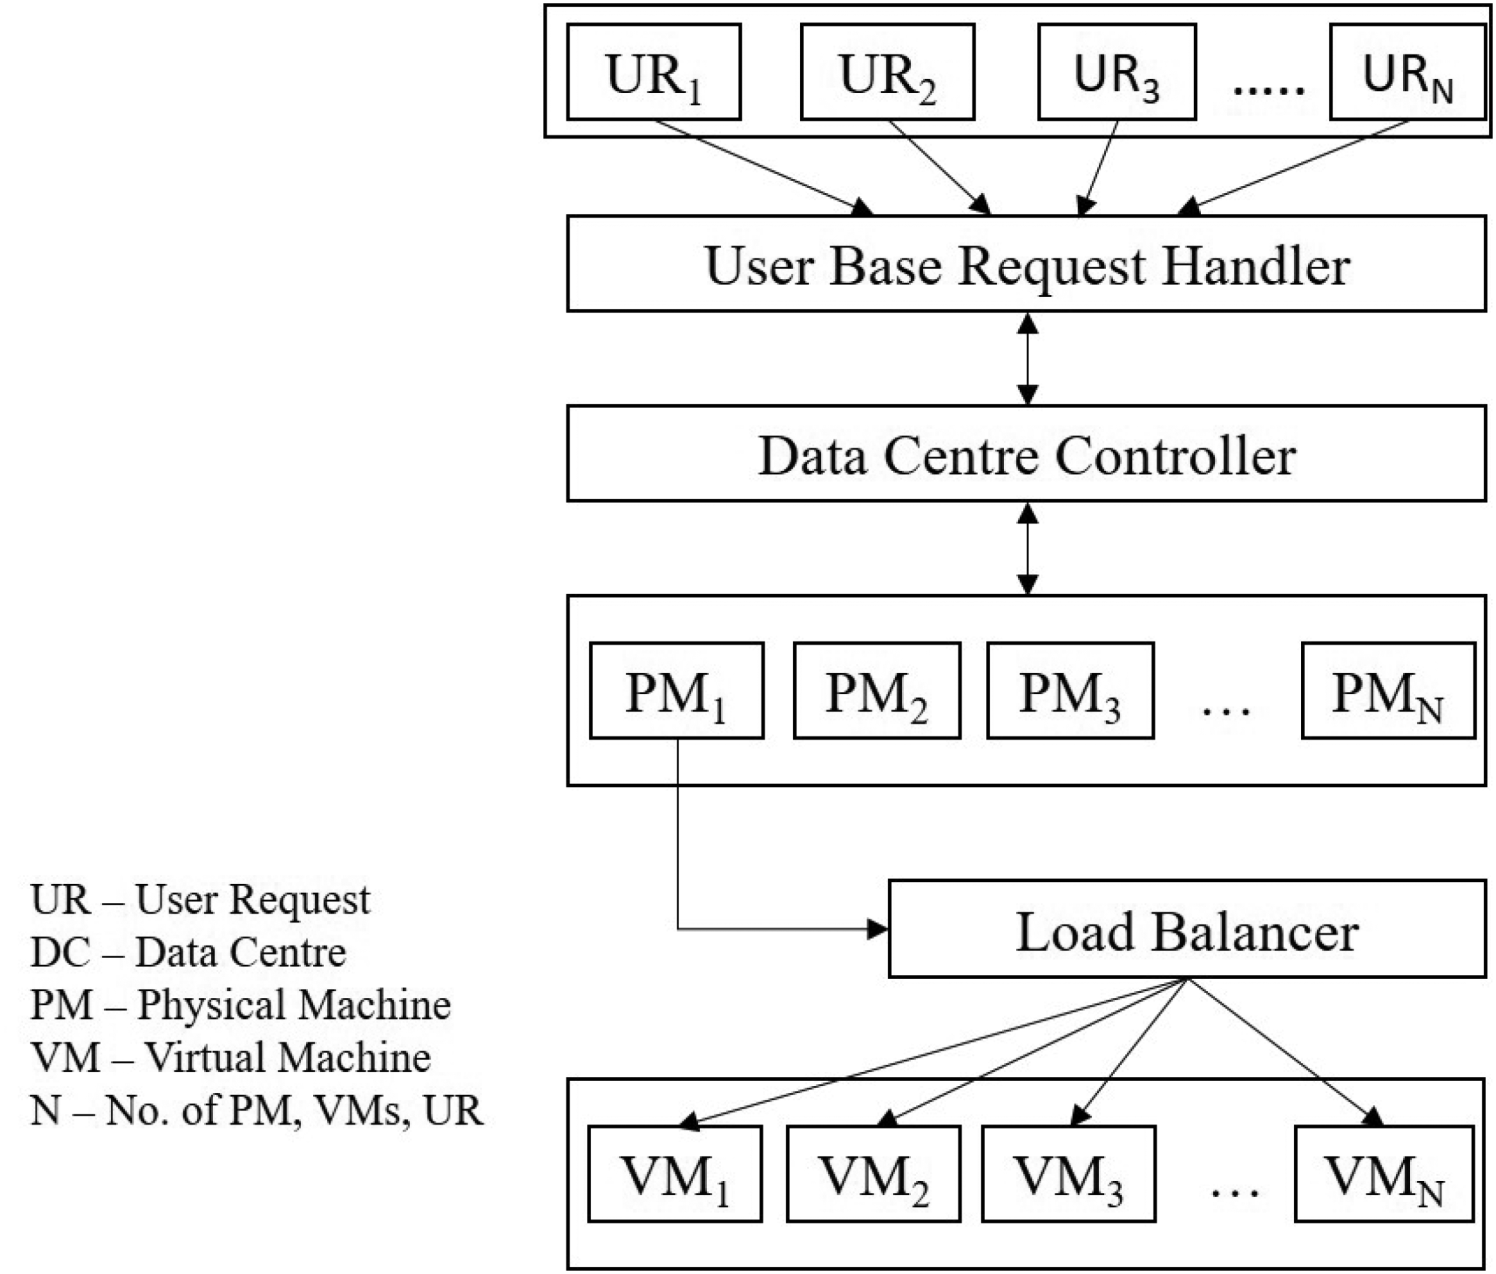 UR₁ UR₂ UR₃ ..... URN
User Base Request Handler
Data Centre Controller
PM₁ PM₂ PM₃ ... PMN
Load Balancer
VM₁ VM₂ VM₃ ... VMN
UR – User Request
DC – Data Centre
PM – Physical Machine
VM – Virtual Machine
N – No. of PM, VMs, UR